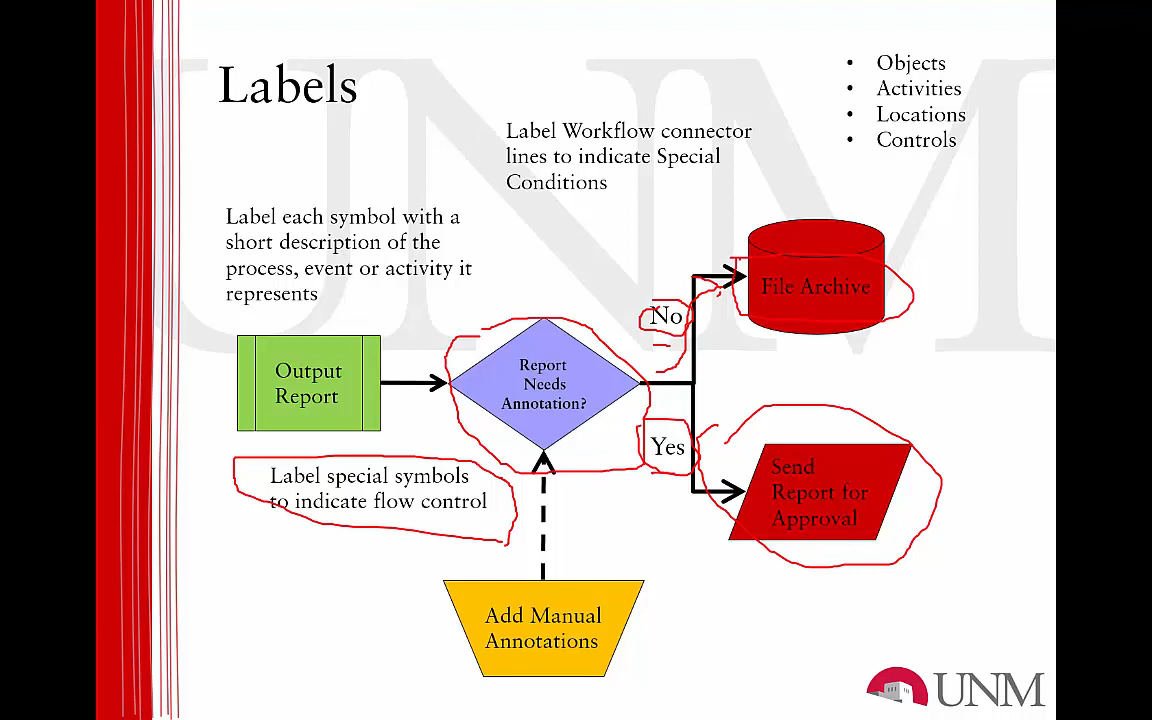 Labels
Objects
Activities
Locations
Controls
Label Workflow connector
lines to indicate Special
Conditions
Label each symbol with a
short description of the
process, event or activity it
represents
File Archive
No
Output
Report
Report
Needs
Annotation?
Yes
Send
Report for
Approval
Label special symbols
to indicate flow control
Add Manual
Annotations
UNM
UNM